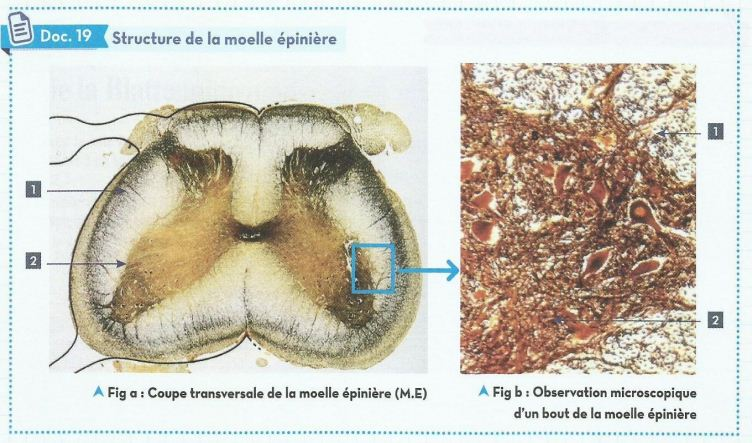 Doc. 19 Structure de la moelle épinière
1
2
1
2
Fig a : Coupe transversale de la moelle épinière (M.E)
Fig b : Observation microscopique
d'un bout de la moelle épinière